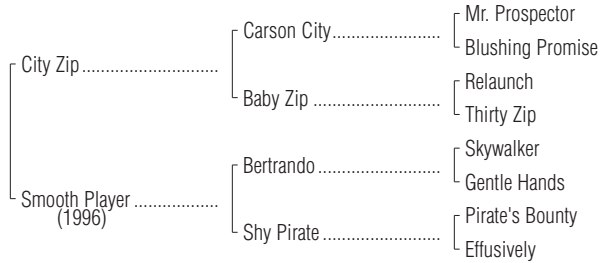 Mr. Prospector
Carson City
Blushing Promise
City Zip
Relaunch
Baby Zip
Thirty Zip
Skywalker
Bertrando
Gentle Hands
Smooth Player
(1996)
Pirate's Bounty
Shy Pirate
Effusively